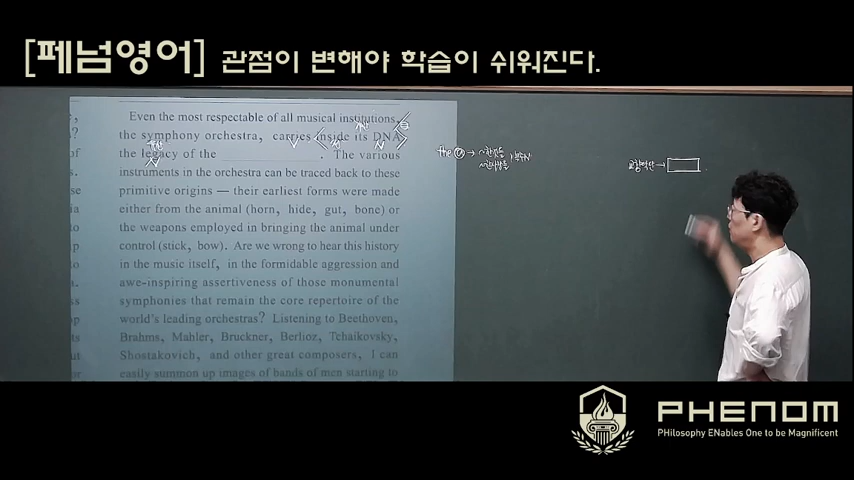 [페넘영어] 관점이 변해야 학습이 쉬워진다.
Even the most respectable of all musical institutions,
the symphony orchestra, carries inside its DNA
the legacy of the ____________. The various
instruments in the orchestra can be traced back to these
primitive origins — their earliest forms were made
either from the animal (horn, hide, gut, bone) or
the weapons employed in bringing the animal under
control (stick, bow). Are we wrong to hear this history
in the music itself, in the formidable aggression and
awe-inspiring assertiveness of those monumental
symphonies that remain the core repertoire of the
world's leading orchestras? Listening to Beethoven,
Brahms, Mahler, Bruckner, Berlioz, Tchaikovsky,
Shostakovich, and other great composers, I can
easily summon up images of bands of men starting to
the
교향악단→
PHENOM
PHilosophy ENables One to be Magnificent